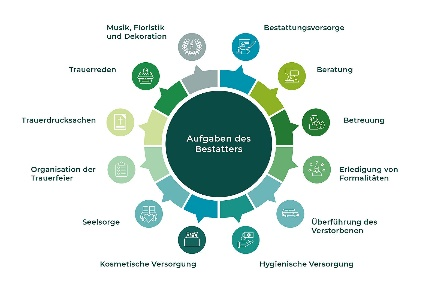 Aufgaben des
Bestatters
Bestattungsvorsorge
Beratung
Betreuung
Erledigung von
Formalitäten
Überführung des
Verstorbenen
Hygienische Versorgung
Kosmetische Versorgung
Seelsorge
Organisation der
Trauerfeier
Trauerdrucksachen
Trauerreden
Musik, Floristik
und Dekoration